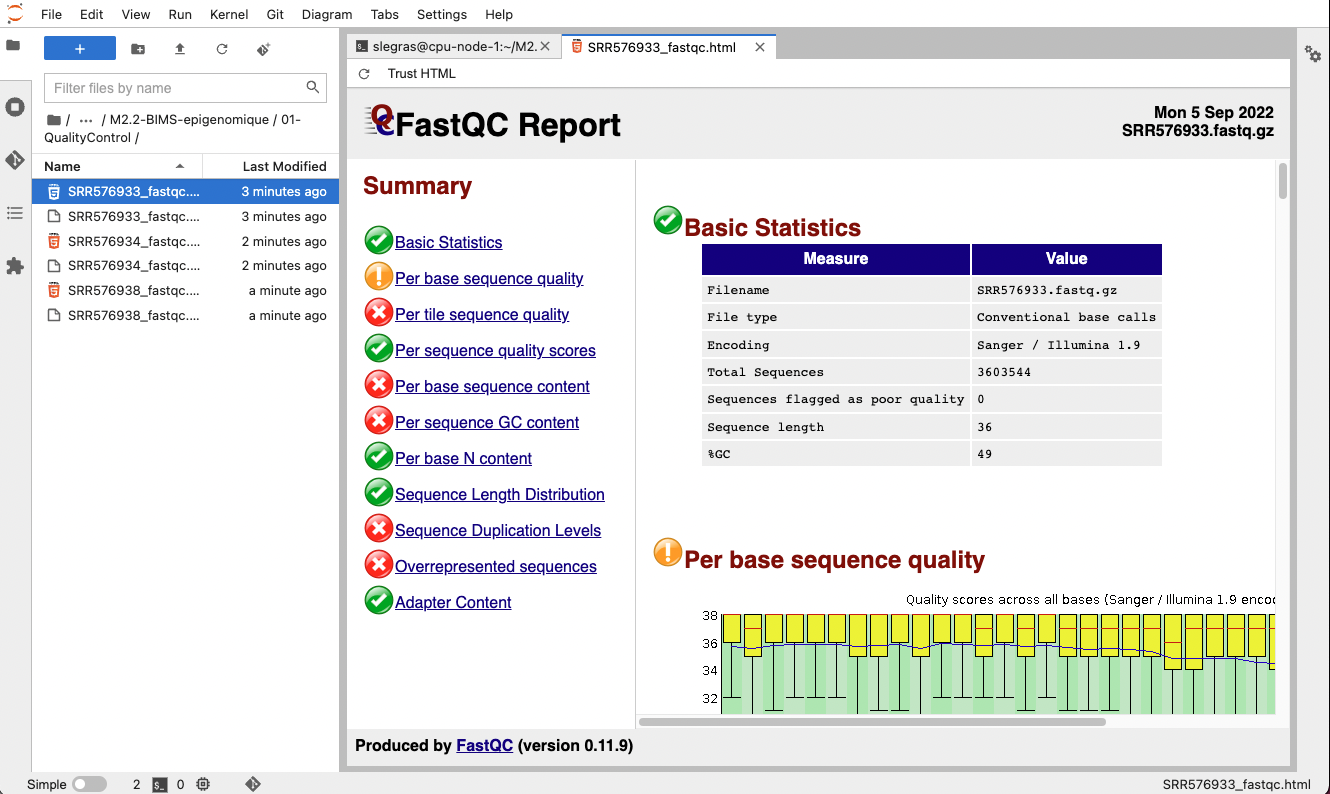 File Edit View Run Kernel Git Diagram Tabs Settings Help
+
Filter files by name
/ ... / M2.2-BIMS-epigenomique / 01-
QualityControl /
Name Last Modified
SRR576933_fastqc.... 3 minutes ago
SRR576933_fastqc.... 3 minutes ago
SRR576934_fastqc.... 2 minutes ago
SRR576934_fastqc.... 2 minutes ago
SRR576938_fastqc.... a minute ago
SRR576938_fastqc.... a minute ago
slegras@cpu-node-1:~/M2. SRR576933_fastqc.html
Trust HTML
FastQC Report
Mon 5 Sep 2022
SRR576933.fastq.gz
Summary
Basic Statistics
Per base sequence quality
Per tile sequence quality
Per sequence quality scores
Per base sequence content
Per sequence GC content
Per base N content
Sequence Length Distribution
Sequence Duplication Levels
Overrepresented sequences
Adapter Content
Basic Statistics
Measure Value
Filename SRR576933.fastq.gz
File type Conventional base calls
Encoding Sanger / Illumina 1.9
Total Sequences 3603544
Sequences flagged as poor quality 0
Sequence length 36
%GC 49
Per base sequence quality
Quality scores across all bases (Sanger / Illumina 1.9 enco
38
36
34
32
Produced by FastQC (version 0.11.9)
Simple 2 $_ 0 SRR576933_fastqc.html